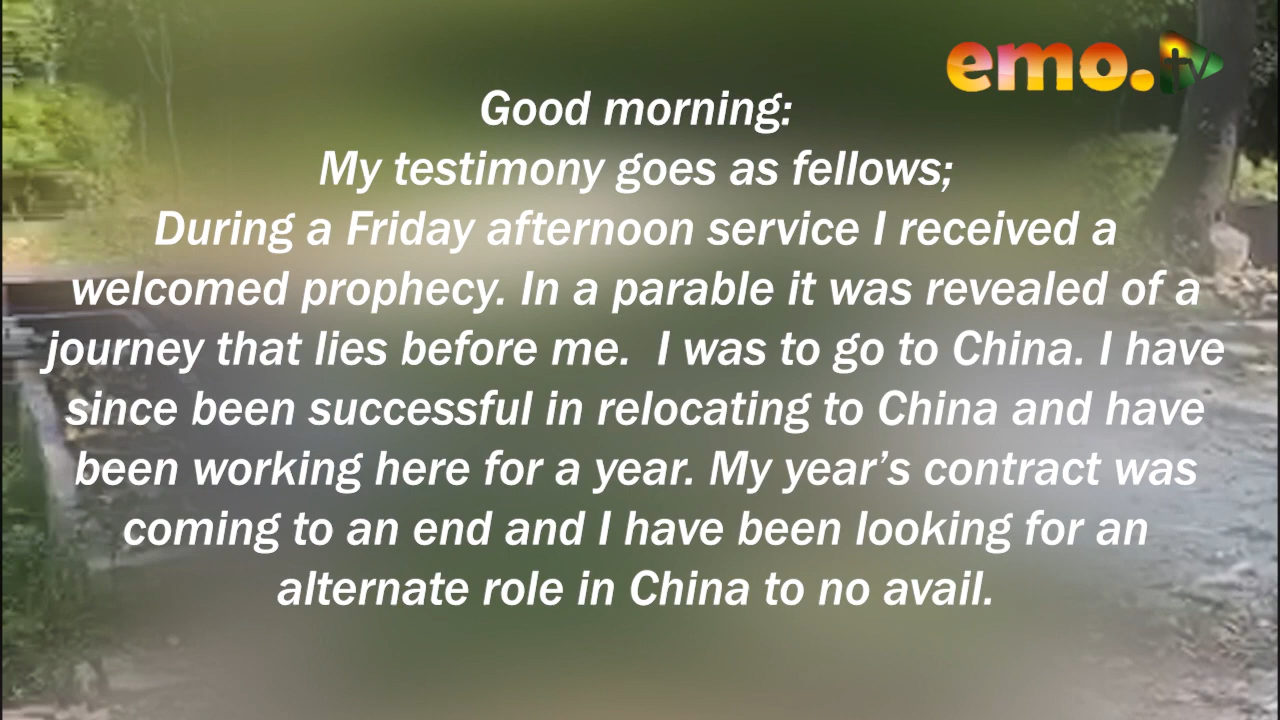 emo.tv
Good morning:
My testimony goes as fellows;
During a Friday afternoon service I received a
welcomed prophecy. In a parable it was revealed of a
journey that lies before me.  I was to go to China. I have
since been successful in relocating to China and have
been working here for a year. My year’s contract was
coming to an end and I have been looking for an
alternate role in China to no avail.